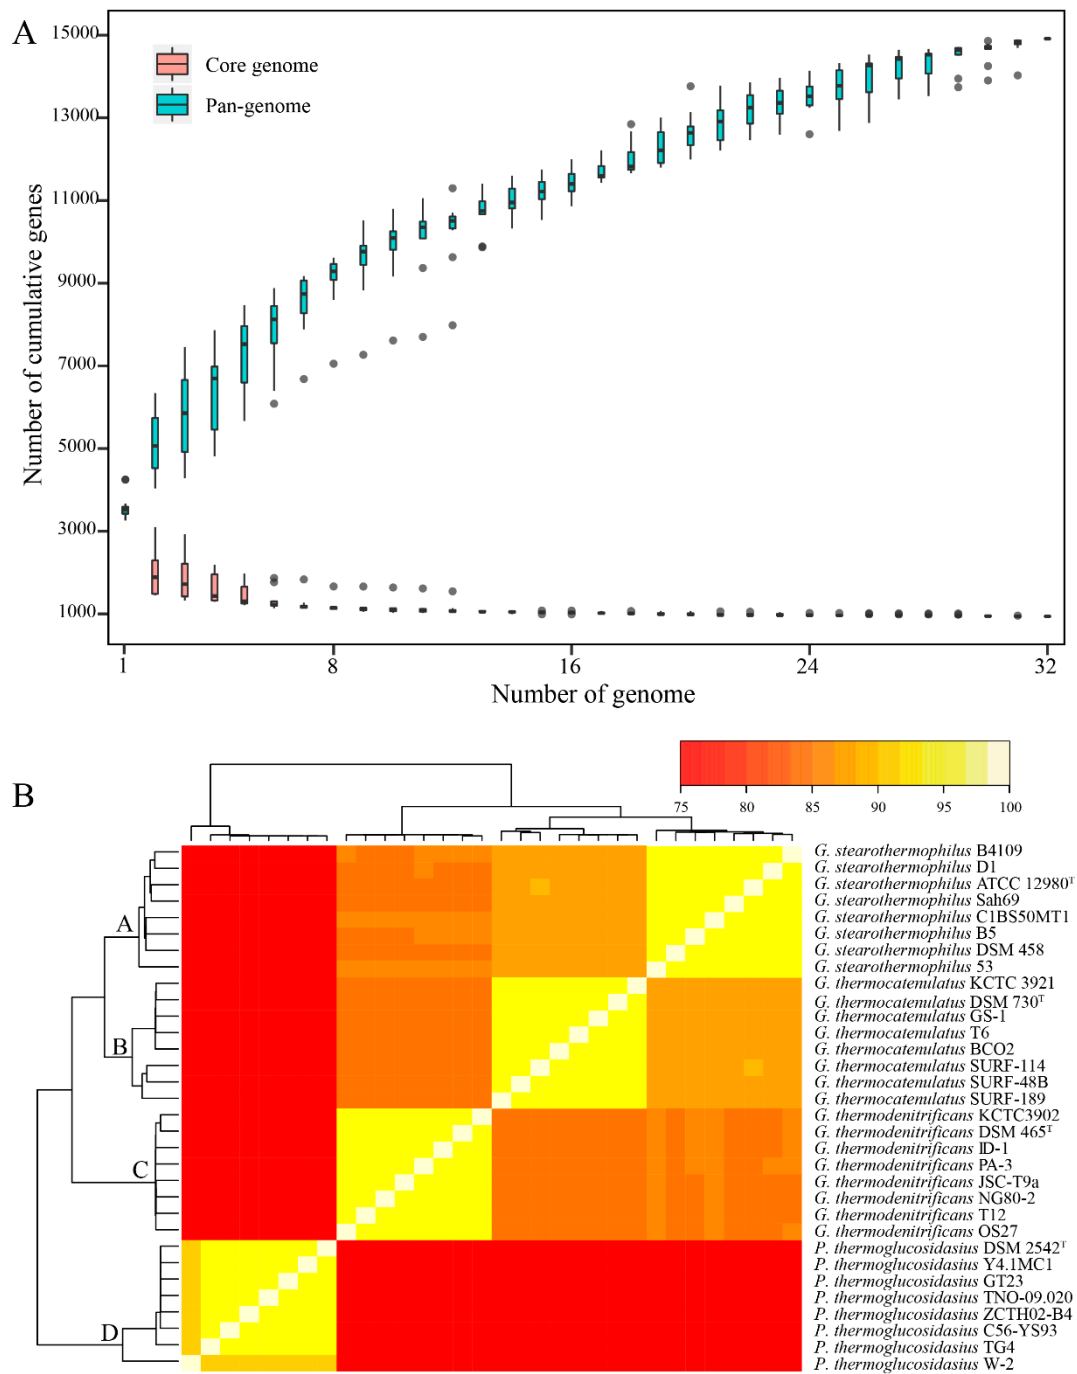 A
15000
13000
11000
9000
7000
5000
3000
1000
Number of cumulative genes
Core genome
Pan-genome
1 8 16 24 32
Number of genome
B
75 80 85 90 95 100
A
B
C
D
G. stearothermophilus B4109
G. stearothermophilus D1
G. stearothermophilus ATCC 12980ᵀ
G. stearothermophilus Sah69
G. stearothermophilus C1BS50MT1
G. stearothermophilus B5
G. stearothermophilus DSM 458
G. stearothermophilus 53
G. thermocatenulatus KCTC 3921
G. thermocatenulatus DSM 730ᵀ
G. thermocatenulatus GS-1
G. thermocatenulatus T6
G. thermocatenulatus BCO2
G. thermocatenulatus SURF-114
G. thermocatenulatus SURF-48B
G. thermocatenulatus SURF-189
G. thermodenitrificans KCTC3902
G. thermodenitrificans DSM 465ᵀ
G. thermodenitrificans ID-1
G. thermodenitrificans PA-3
G. thermodenitrificans JSC-T9a
G. thermodenitrificans NG80-2
G. thermodenitrificans T12
G. thermodenitrificans OS27
P. thermoglucosidasius DSM 2542ᵀ
P. thermoglucosidasius Y4.1MC1
P. thermoglucosidasius GT23
P. thermoglucosidasius TNO-09.020
P. thermoglucosidasius ZCTH02-B4
P. thermoglucosidasius C56-YS93
P. thermoglucosidasius TG4
P. thermoglucosidasius W-2